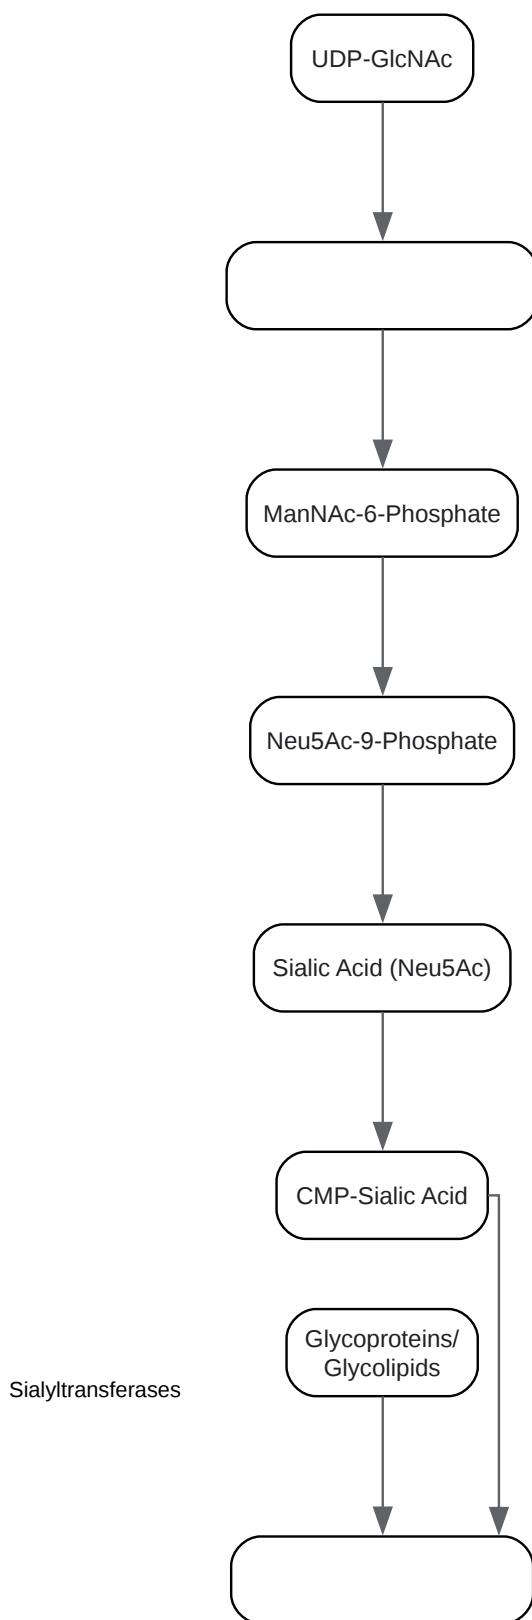 UDP-GlcNAc
ManNAc-6-Phosphate
Neu5Ac-9-Phosphate
Sialic Acid (Neu5Ac)
CMP-Sialic Acid
Glycoproteins/
Glycolipids
Sialyltransferases